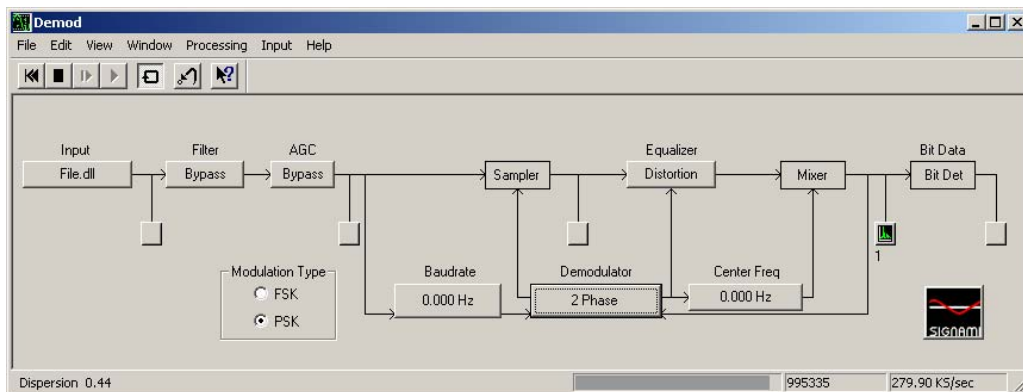 Demod
File Edit View Window Processing Input Help
Input Filter AGC Equalizer Bit Data
File.dll Bypass Bypass Sampler Distortion Mixer Bit Det
1
Modulation Type
FSK
PSK
Baudrate Demodulator Center Freq
0.000 Hz 2 Phase 0.000 Hz
SIGNAMI
Dispersion 0.44 995335 279.90 KS/sec